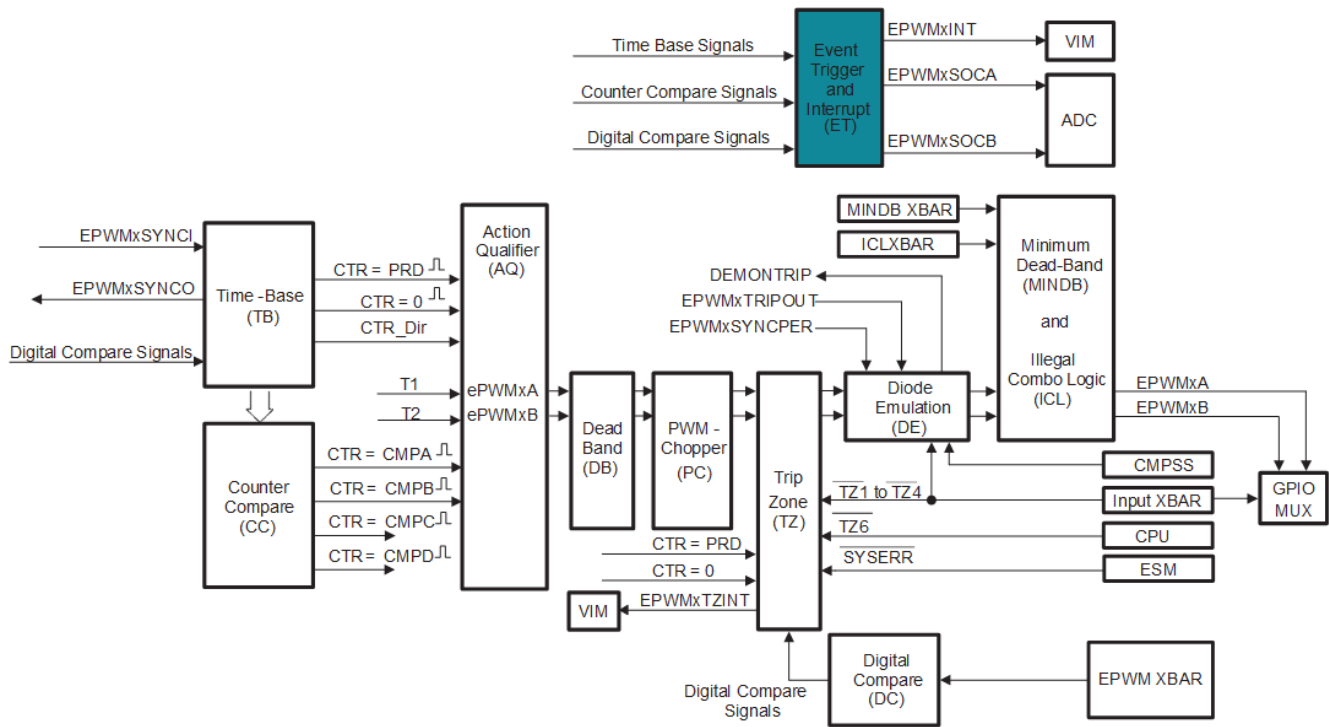 Time Base Signals
Counter Compare Signals
Digital Compare Signals
Event
Trigger
and
Interrupt
(ET)
EPWMxINT
EPWMxSOCA
EPWMxSOCB
VIM
ADC
EPWMxSYNCI
EPWMxSYNCO
Digital Compare Signals
Time -Base
(TB)
CTR = PRD
CTR = 0
CTR_Dir
T1
T2
Action
Qualifier
(AQ)
ePWMxA
ePWMxB
Counter
Compare
(CC)
CTR = CMPA
CTR = CMPB
CTR = CMPC
CTR = CMPD
Dead
Band
(DB)
PWM -
Chopper
(PC)
Trip
Zone
(TZ)
CTR = PRD
CTR = 0
EPWMxTZINT
VIM
DEMONTRIP
EPWMxTRIPOUT
EPWMxSYNCPER
Diode
Emulation
(DE)
MINDB XBAR
ICLXBAR
Minimum
Dead-Band
(MINDB)
and
Illegal
Combo Logic
(ICL)
EPWMxA
EPWMxB
TZ1 to TZ4
TZ6
SYSERR
CMPSS
Input XBAR
CPU
ESM
GPIO
MUX
Digital Compare
Signals
Digital
Compare
(DC)
EPWM XBAR